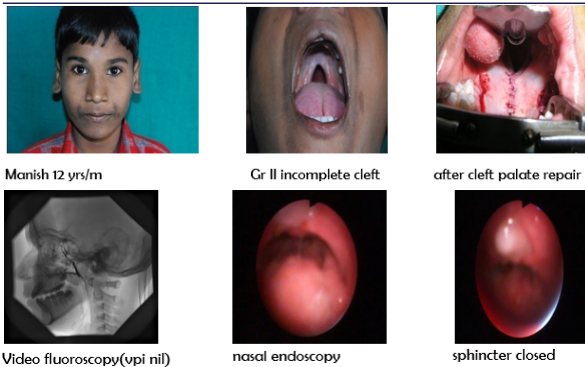 Manish 12 yrs/m
Gr II incomplete cleft
after cleft palate repair
Video fluoroscopy(vpi nil)
nasal endoscopy
sphincter closed